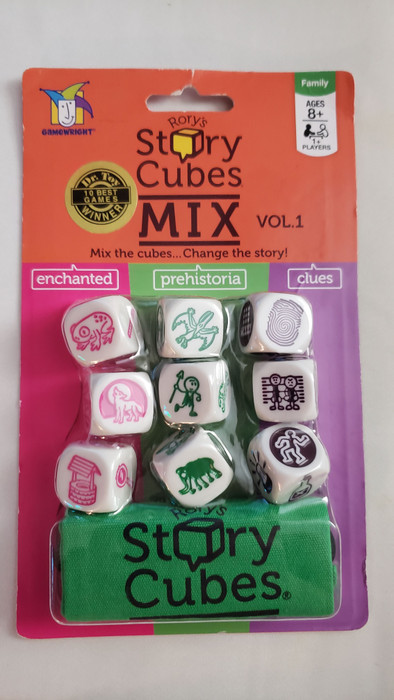 GAMEWRIGHT®
Family
AGES
8+
1+
PLAYERS
Rory's
Story
Cubes
MIX VOL.1
Dr. Toy
10 BEST
GAMES
WINNER
Mix the cubes...Change the story!
enchanted prehistoria clues
Rory's
Story
Cubes®